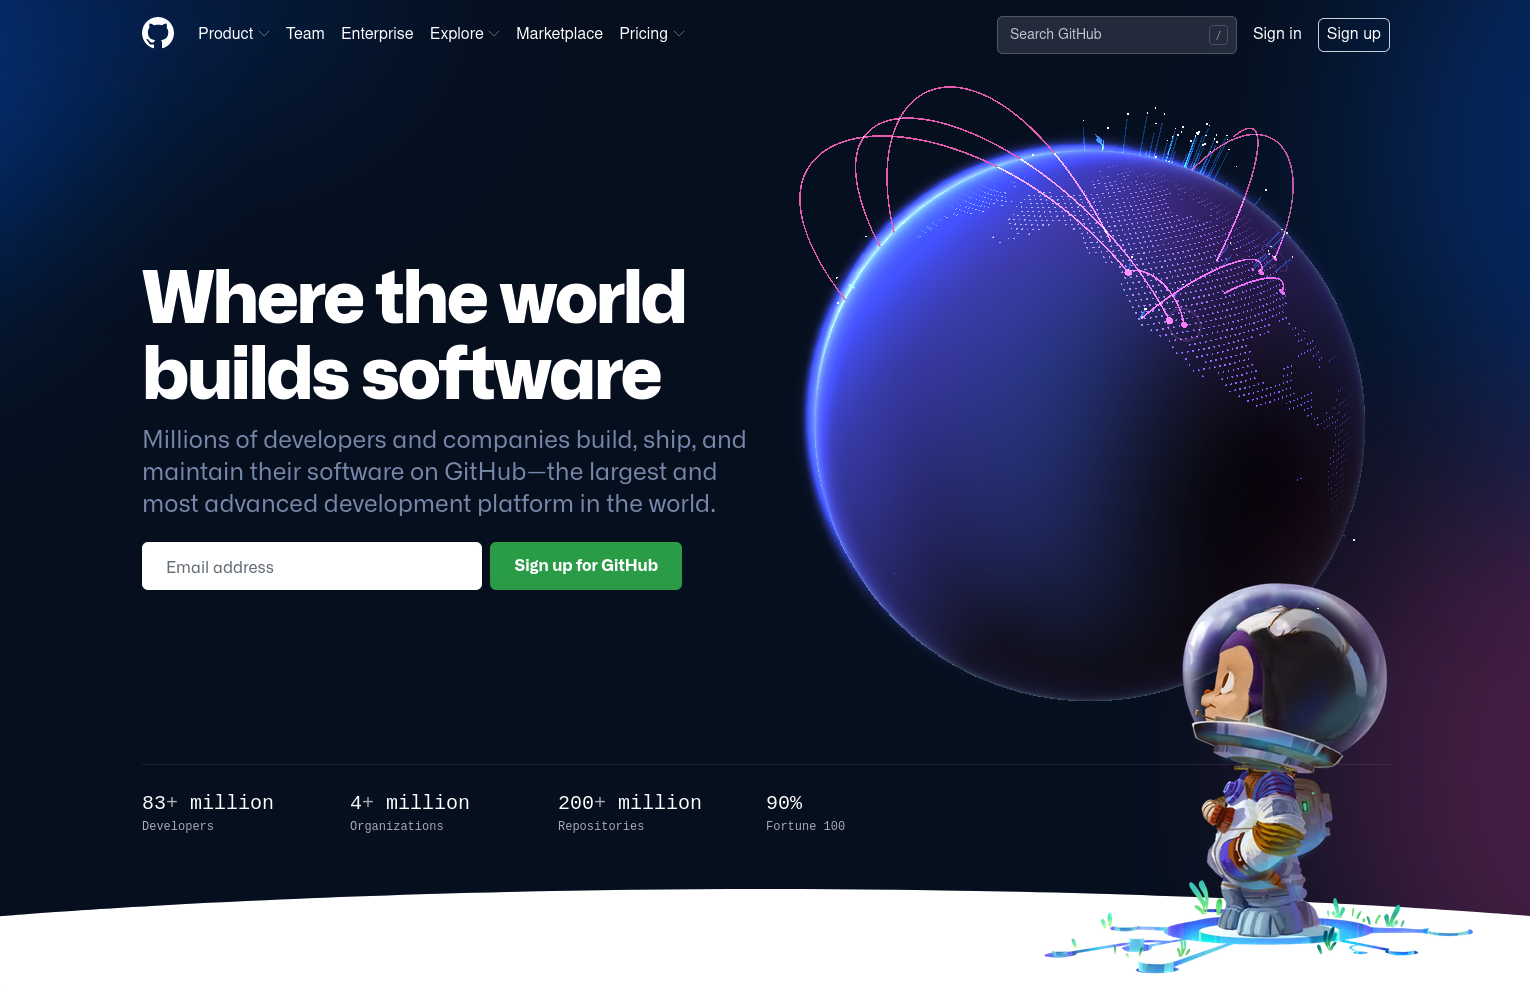 Product Team Enterprise Explore Marketplace Pricing Search GitHub / Sign in Sign up
Where the world
builds software
Millions of developers and companies build, ship, and
maintain their software on GitHub—the largest and
most advanced development platform in the world.
Email address Sign up for GitHub
83+ million 4+ million 200+ million 90%
Developers Organizations Repositories Fortune 100